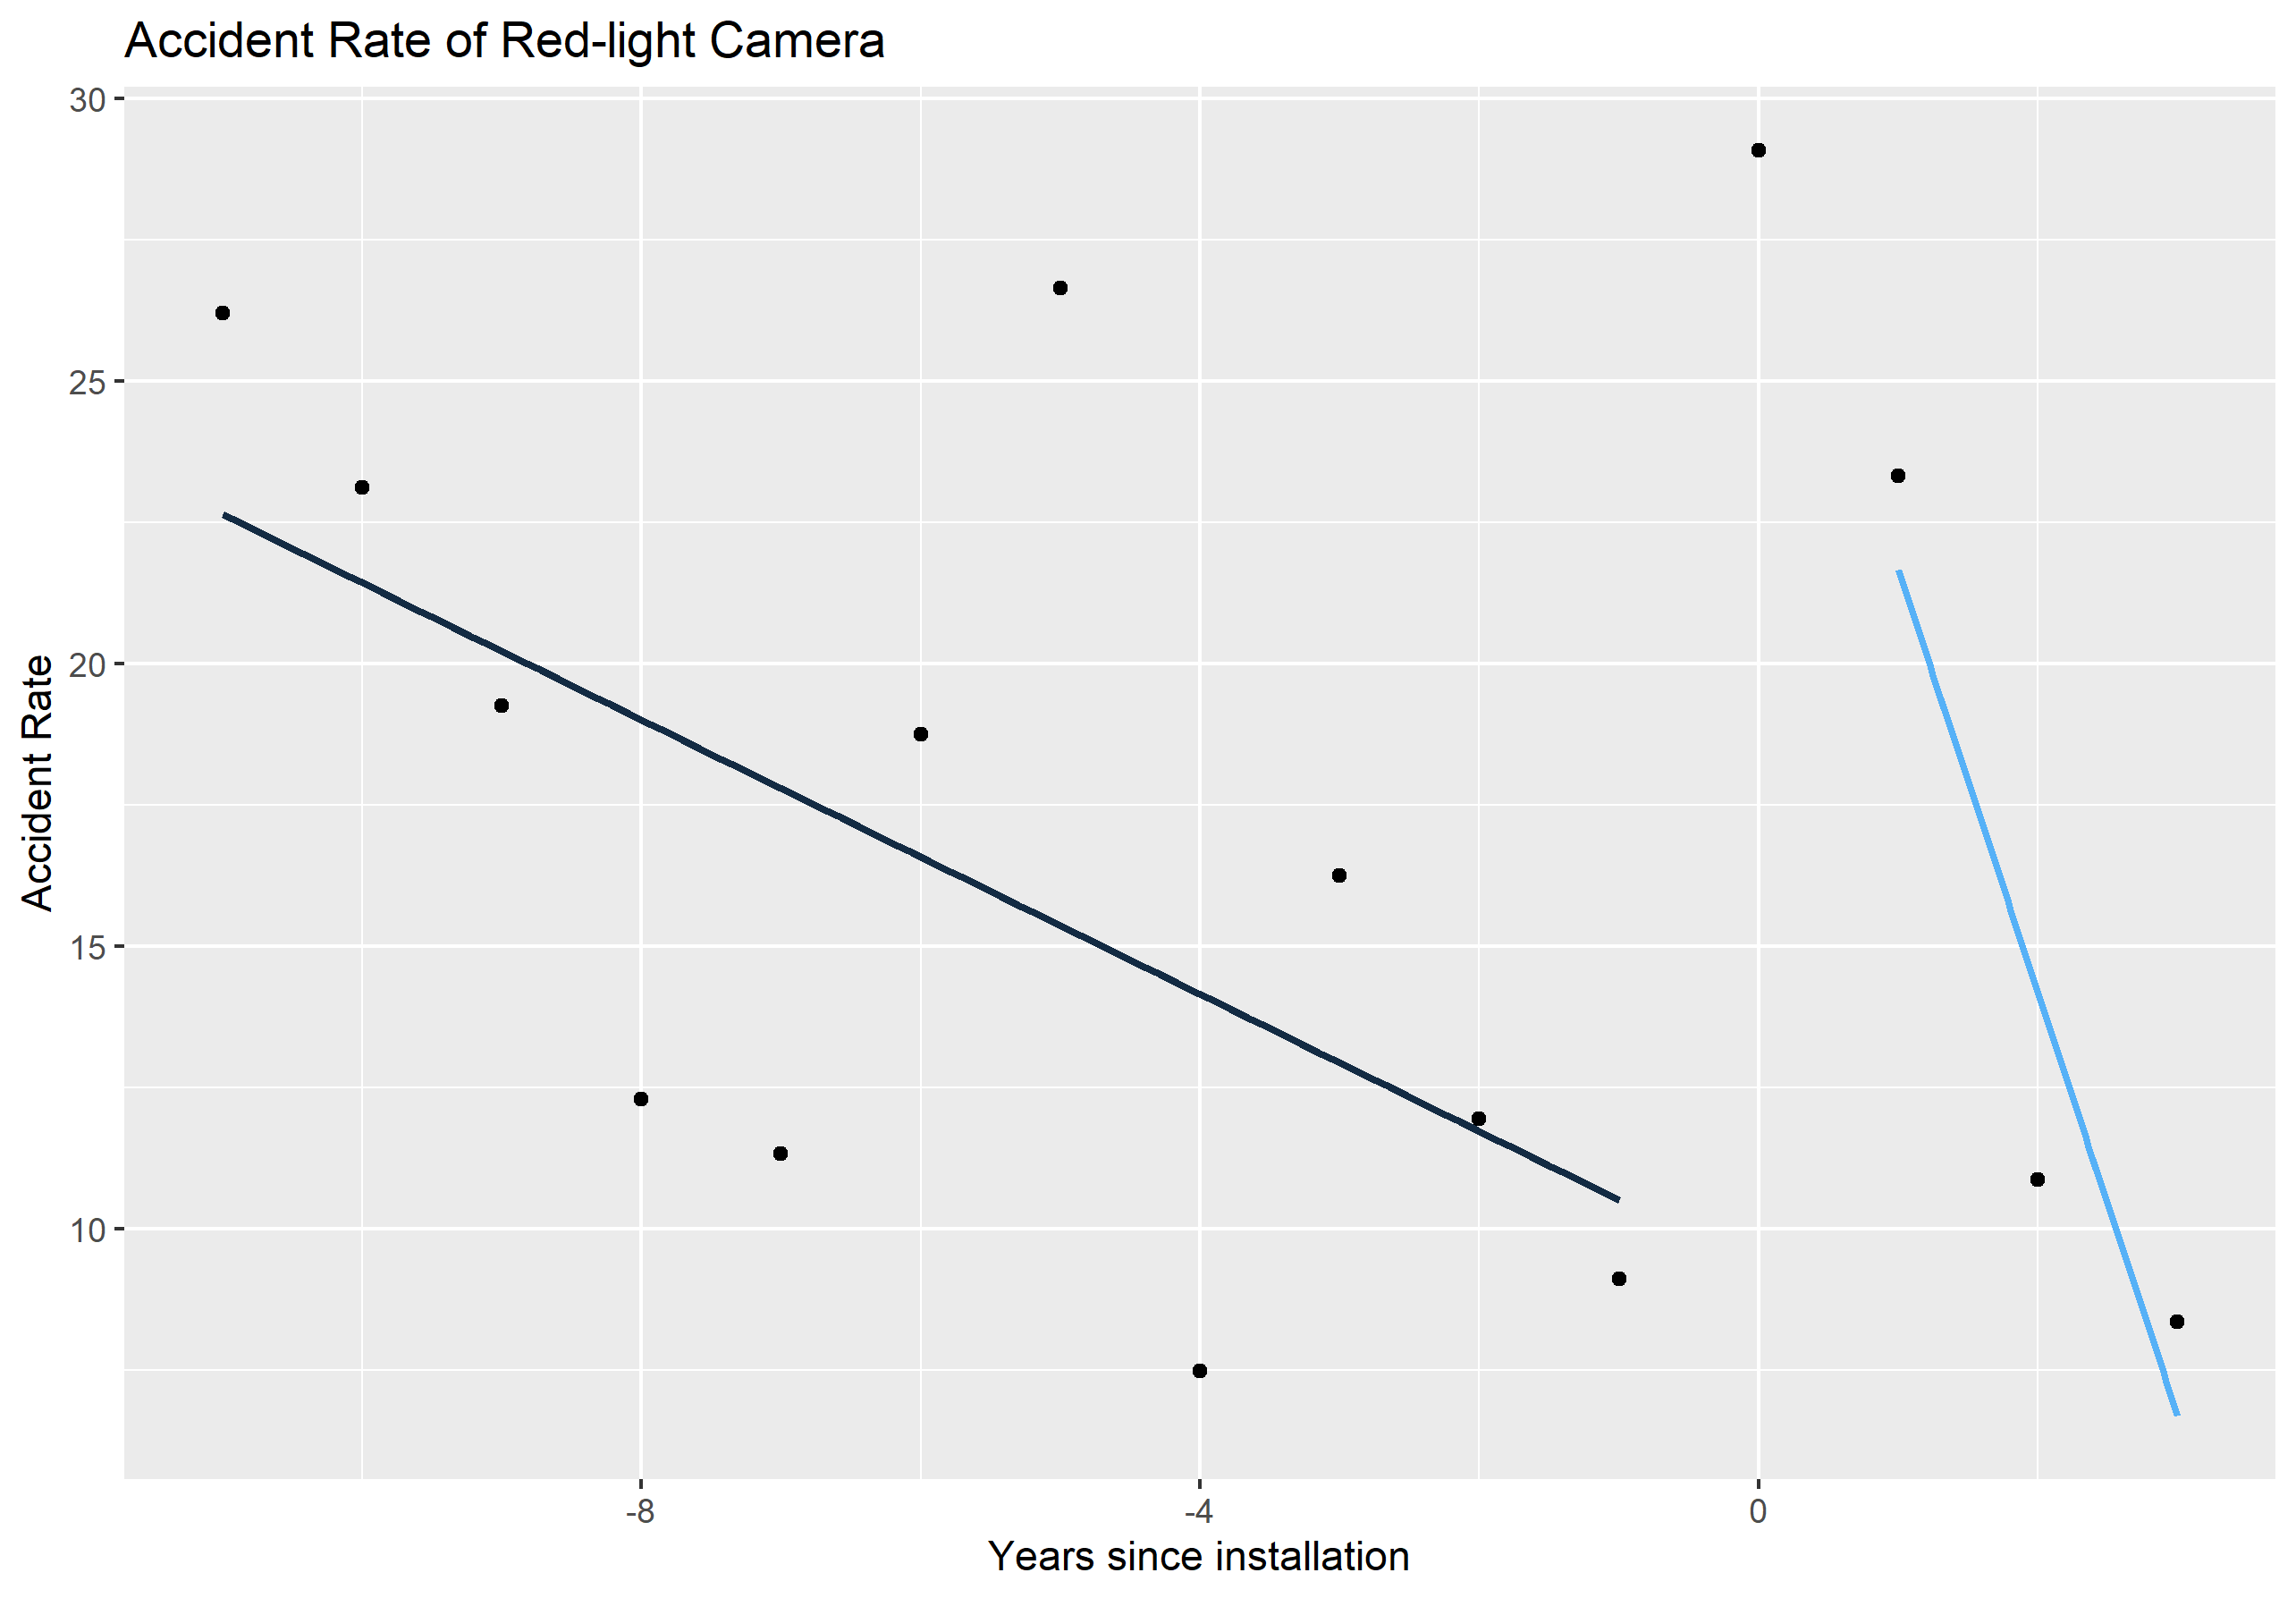 Accident Rate of Red-light Camera
30
25
20
15
10
Accident Rate
-8
-4
0
Years since installation